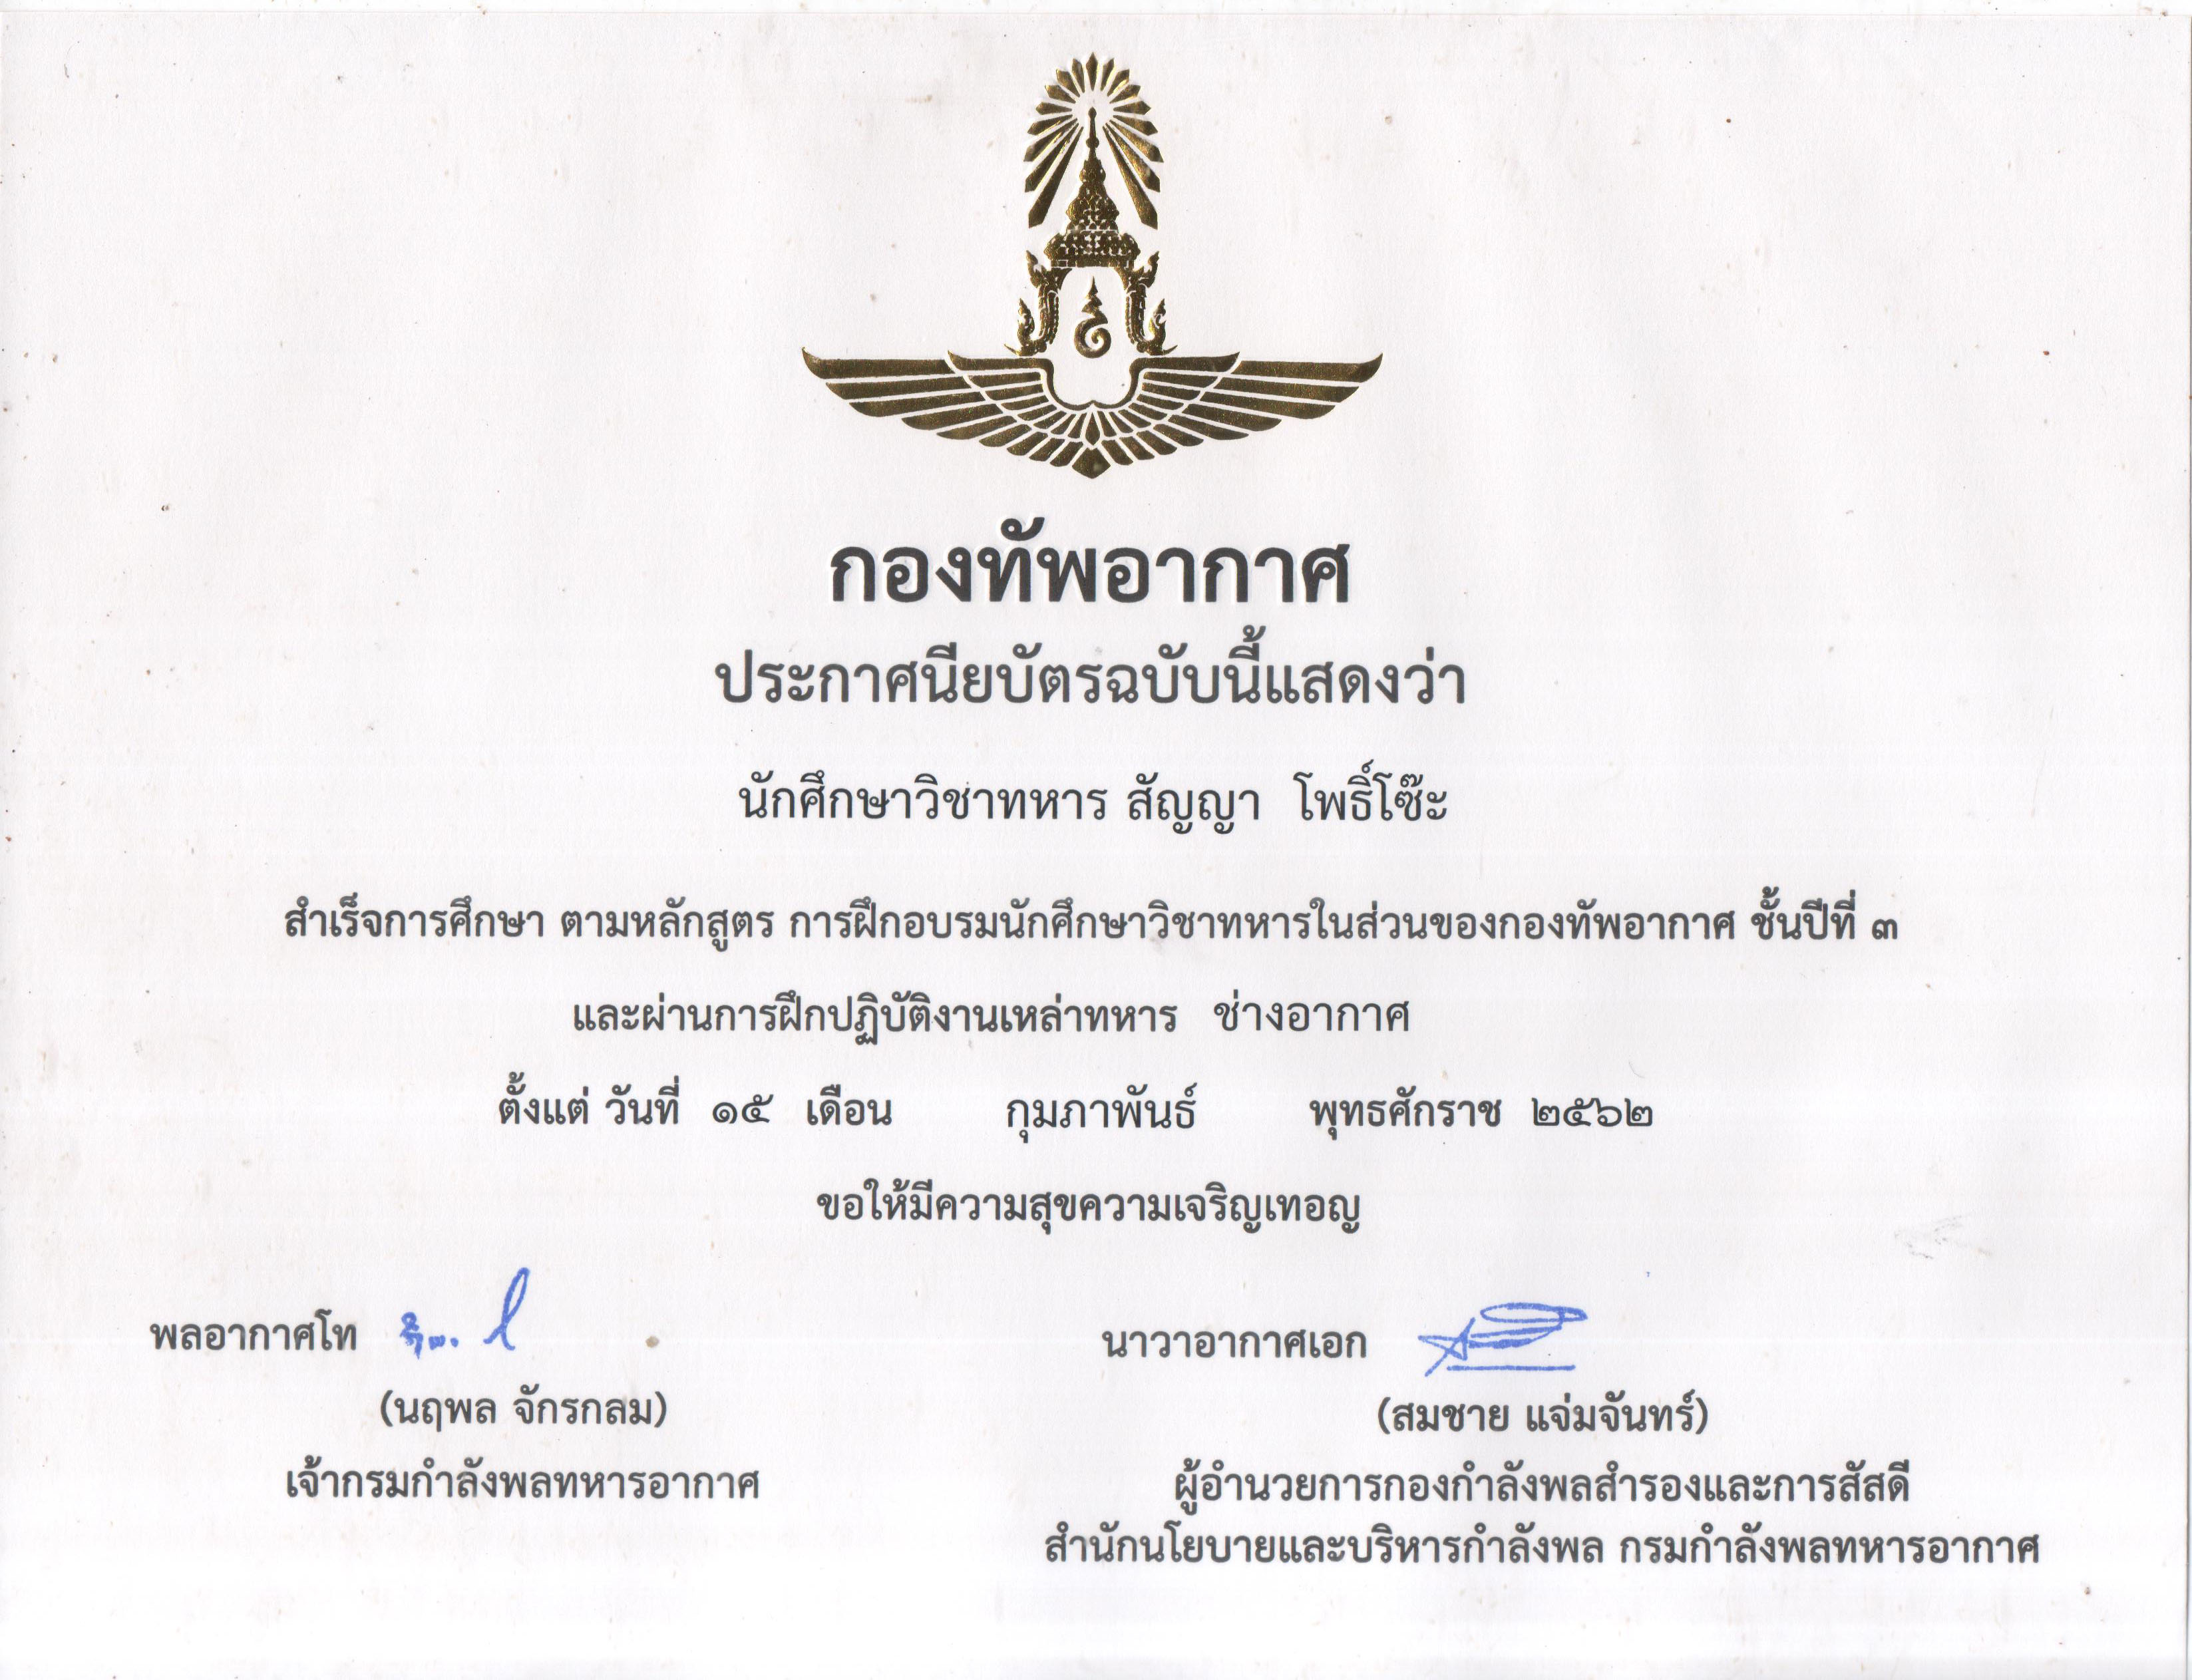 กองทัพอากาศ
ประกาศนียบัตรฉบับนี้แสดงว่า
นักศึกษาวิชาทหาร สัญญา โพธิ์โซ๊ะ
สำเร็จการศึกษา ตามหลักสูตร การฝึกอบรมนักศึกษาวิชาทหารในส่วนของกองทัพอากาศ ชั้นปีที่ ๓
และผ่านการฝึกปฏิบัติงานเหล่าทหาร ช่างอากาศ
ตั้งแต่ วันที่ ๑๕ เดือน กุมภาพันธ์ พุทธศักราช ๒๕๖๒
ขอให้มีความสุขความเจริญเทอญ
พลอากาศโท
(นฤพล จักรกลม)
เจ้ากรมกำลังพลทหารอากาศ
นาวาอากาศเอก
(สมชาย แจ่มจันทร์)
ผู้อำนวยการกองกำลังพลสำรองและการสัสดี
สำนักนโยบายและบริหารกำลังพล กรมกำลังพลทหารอากาศ